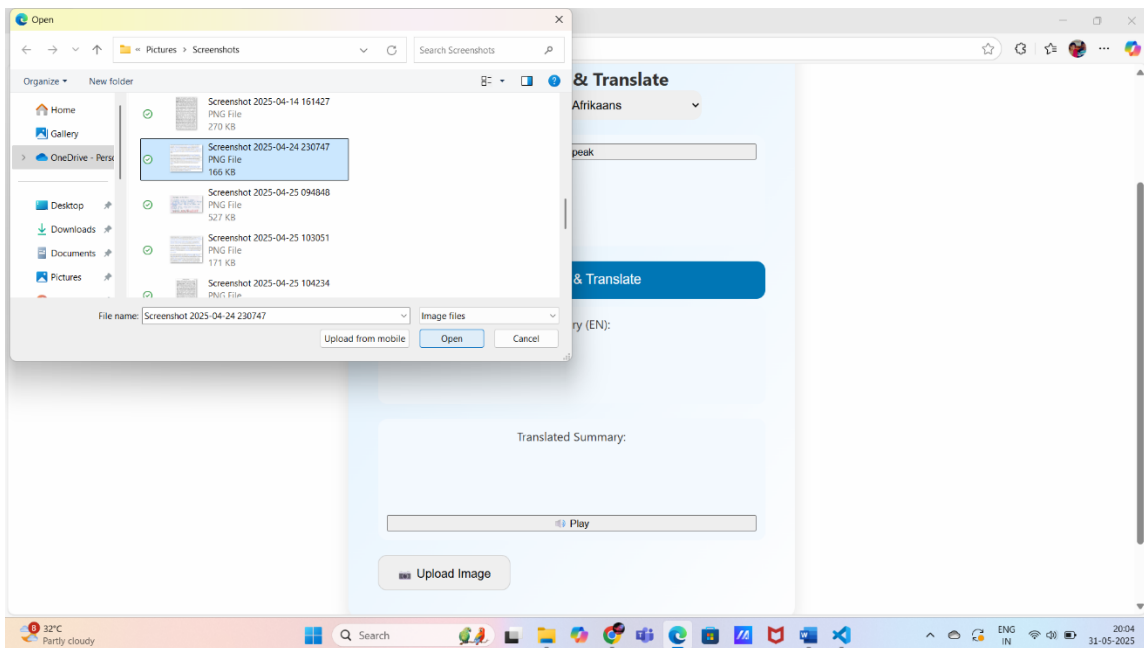 Open
Pictures > Screenshots
Search Screenshots
Organize
New folder
Home
Gallery
OneDrive - Perso
Desktop
Downloads
Documents
Pictures
Screenshot 2025-04-14 161427
PNG File
270 KB
Screenshot 2025-04-24 230747
PNG File
166 KB
Screenshot 2025-04-25 094848
PNG File
527 KB
Screenshot 2025-04-25 103051
PNG File
171 KB
Screenshot 2025-04-25 104234
PNG File
File name: Screenshot 2025-04-24 230747
Image files
Upload from mobile
Open
Cancel
& Translate
Afrikaans
peak
& Translate
ry (EN):
Translated Summary:
Play
Upload Image
8
32°C
Partly cloudy
Search
ENG
IN
20:04
31-05-2025